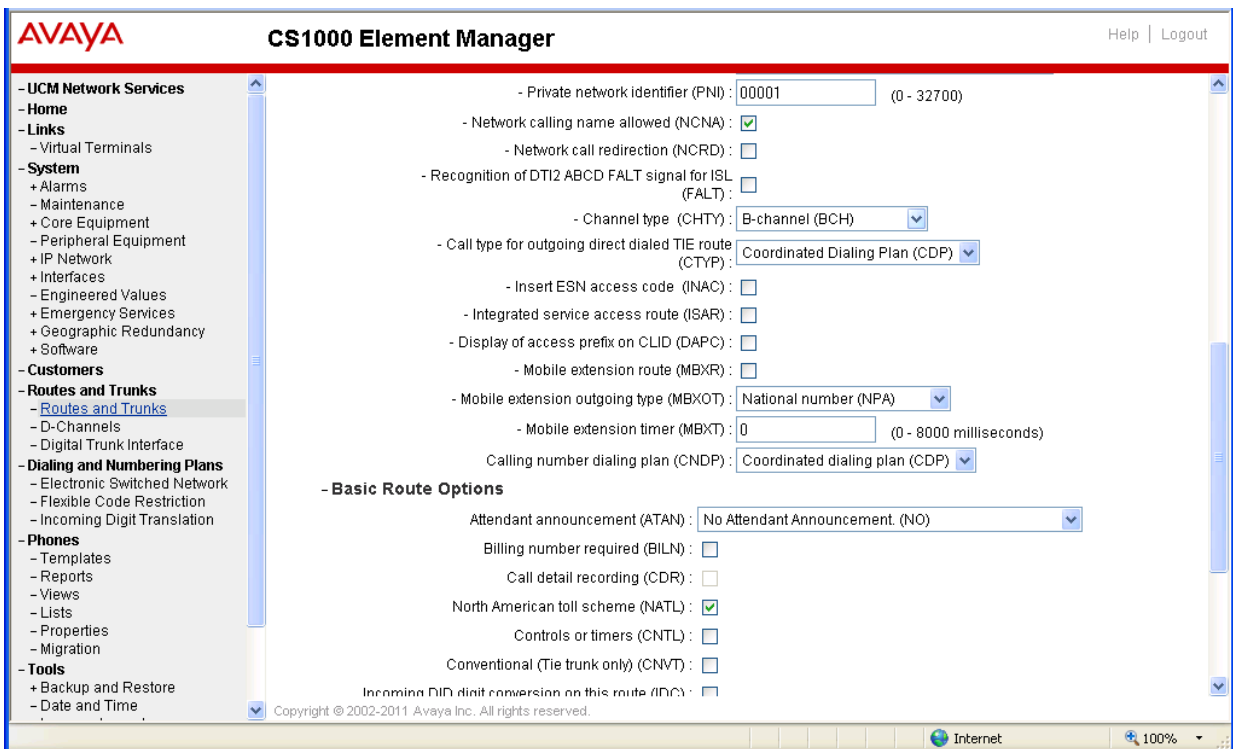 AVAYA
CS1000 Element Manager
Help | Logout
- UCM Network Services
- Home
- Links
- Virtual Terminals
- System
+ Alarms
- Maintenance
+ Core Equipment
- Peripheral Equipment
+ IP Network
+ Interfaces
- Engineered Values
+ Emergency Services
+ Geographic Redundancy
+ Software
- Customers
- Routes and Trunks
- Routes and Trunks
- D-Channels
- Digital Trunk Interface
- Dialing and Numbering Plans
- Electronic Switched Network
- Flexible Code Restriction
- Incoming Digit Translation
- Phones
- Templates
- Reports
- Views
- Lists
- Properties
- Migration
- Tools
+ Backup and Restore
- Date and Time
- Private network identifier (PNI) : 00001 (0 - 32700)
- Network calling name allowed (NCNA) :
- Network call redirection (NCRD) :
- Recognition of DTI2 ABCD FALT signal for ISL
(FALT) :
- Channel type (CHTY) : B-channel (BCH)
- Call type for outgoing direct dialed TIE route
(CTYP) : Coordinated Dialing Plan (CDP)
- Insert ESN access code (INAC) :
- Integrated service access route (ISAR) :
- Display of access prefix on CLID (DAPC) :
- Mobile extension route (MBXR) :
- Mobile extension outgoing type (MBXOT) : National number (NPA)
- Mobile extension timer (MBXT) : 0 (0 - 8000 milliseconds)
Calling number dialing plan (CNDP) : Coordinated dialing plan (CDP)
- Basic Route Options
Attendant announcement (ATAN) : No Attendant Announcement. (NO)
Billing number required (BILN) :
Call detail recording (CDR) :
North American toll scheme (NATL) :
Controls or timers (CNTL) :
Conventional (Tie trunk only) (CNVT) :
Incoming DID digit conversion on this route (IDC) :
Copyright © 2002-2011 Avaya Inc. All rights reserved.
Internet
100%